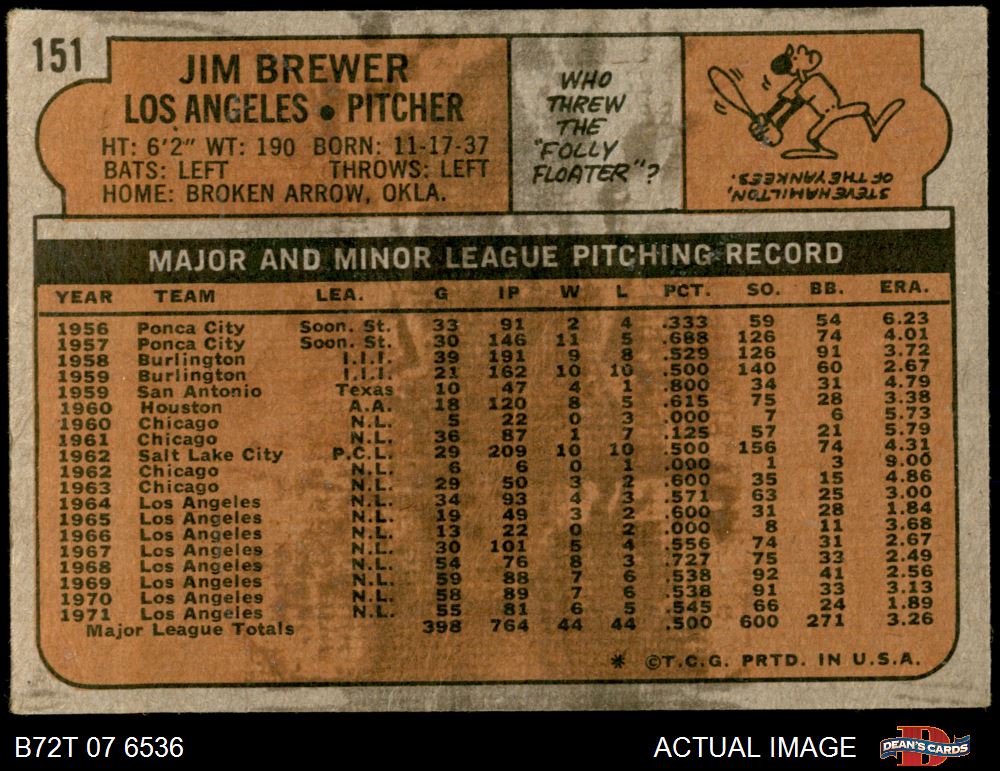 151
JIM BREWER
LOS ANGELES • PITCHER
HT: 6'2" WT: 190 BORN: 11-17-37
BATS: LEFT THROWS: LEFT
HOME: BROKEN ARROW, OKLA.
WHO
THREW
THE
"FOLLY
FLOATER"?
STEVE HAMILTON,
OF THE YANKEES.
MAJOR AND MINOR LEAGUE PITCHING RECORD
YEAR TEAM LEA. G IP W L PCT. SO. BB. ERA.
1956 Ponca City Soon. St. 33 91 2 4 .333 59 54 6.23
1957 Ponca City Soon. St. 30 146 11 5 .688 126 74 4.01
1958 Burlington I.I.I. 39 191 9 8 .529 126 91 3.72
1959 Burlington I.I.I. 21 162 10 10 .500 140 60 2.67
1959 San Antonio Texas 10 47 4 1 .800 34 31 4.79
1960 Houston A.A. 18 120 8 5 .615 75 28 3.38
1960 Chicago N.L. 5 22 0 3 .000 7 6 5.73
1961 Chicago N.L. 36 87 1 7 .125 57 21 5.79
1962 Salt Lake City P.C.L. 29 209 10 10 .500 156 74 4.31
1962 Chicago N.L. 6 6 0 1 .000 1 3 9.00
1963 Chicago N.L. 29 50 3 2 .600 35 15 4.86
1964 Los Angeles N.L. 34 93 4 3 .571 63 25 3.00
1965 Los Angeles N.L. 19 49 3 2 .600 31 28 1.84
1966 Los Angeles N.L. 13 22 0 2 .000 8 11 3.68
1967 Los Angeles N.L. 30 101 5 4 .556 74 31 2.67
1968 Los Angeles N.L. 54 76 8 3 .727 75 33 2.49
1969 Los Angeles N.L. 59 88 7 6 .538 92 41 2.56
1970 Los Angeles N.L. 58 89 7 6 .538 91 33 3.13
1971 Los Angeles N.L. 55 81 6 5 .545 66 24 1.89
Major League Totals 398 764 44 44 .500 600 271 3.26
* ©T.C.G. PRTD. IN U.S.A.
B72T 07 6536
ACTUAL IMAGE
DEAN'S CARDS